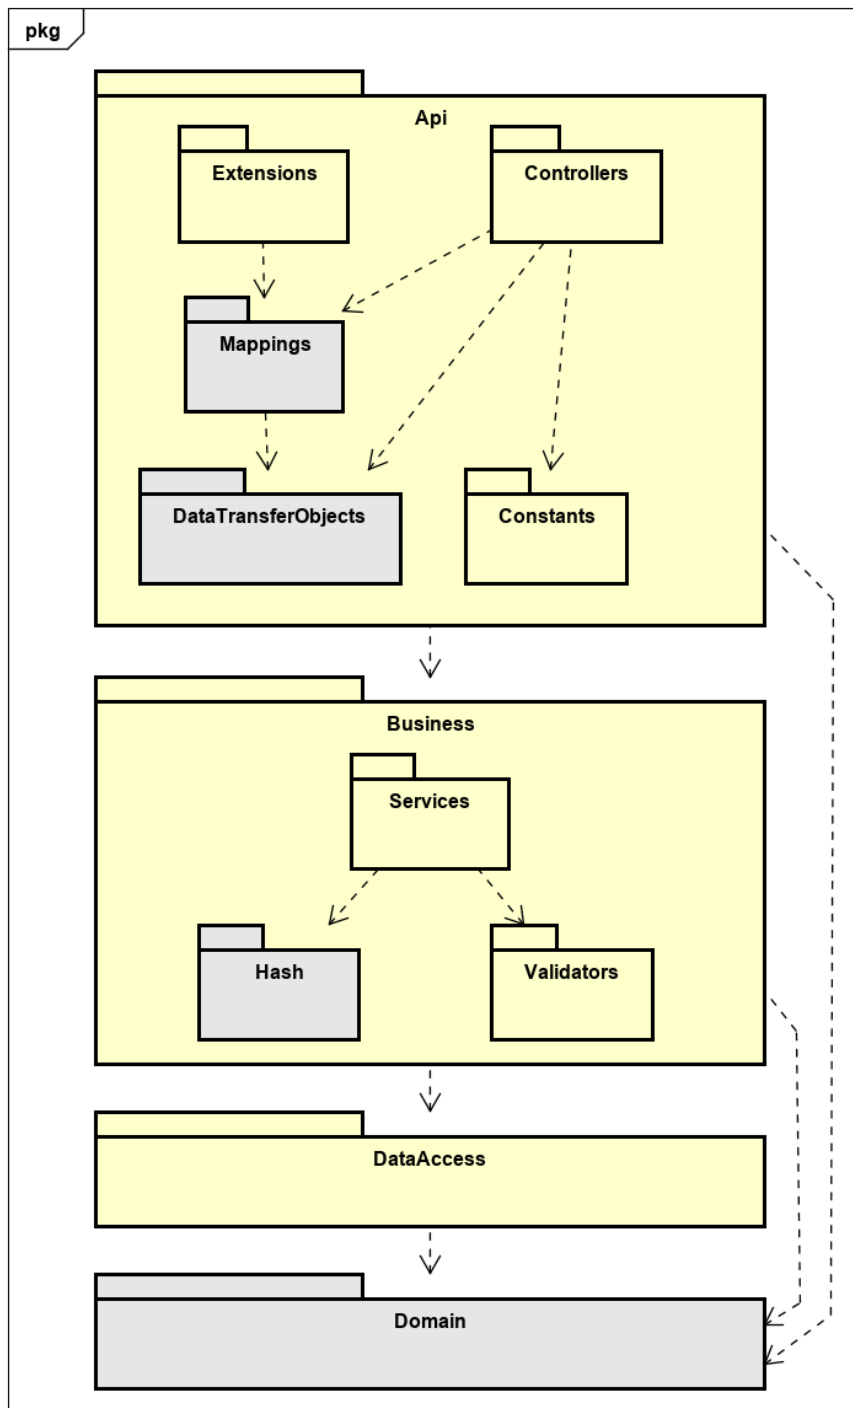 pkg
Api
Extensions
Controllers
Mappings
DataTransferObjects
Constants
Business
Services
Hash
Validators
DataAccess
Domain